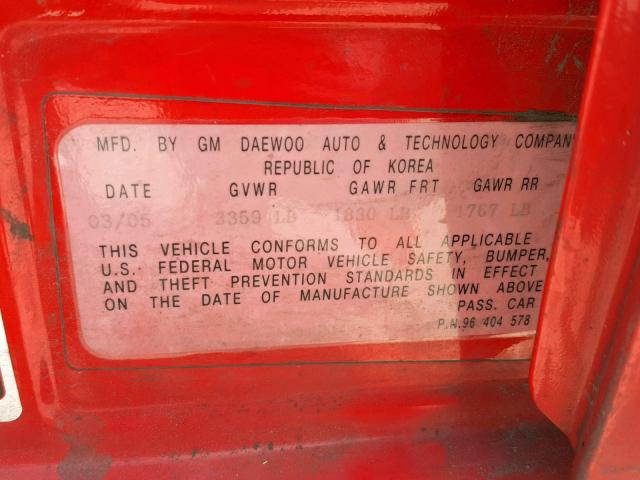 MFD. BY GM DAEWOO AUTO & TECHNOLOGY COMPANY
REPUBLIC OF KOREA
DATE GVWR GAWR FRT GAWR RR
03/05 3359 LB 1830 LB 1767 LB
THIS VEHICLE CONFORMS TO ALL APPLICABLE
U.S. FEDERAL MOTOR VEHICLE SAFETY, BUMPER,
AND THEFT PREVENTION STANDARDS IN EFFECT
ON THE DATE OF MANUFACTURE SHOWN ABOVE
PASS. CAR
P.N.96 404 578